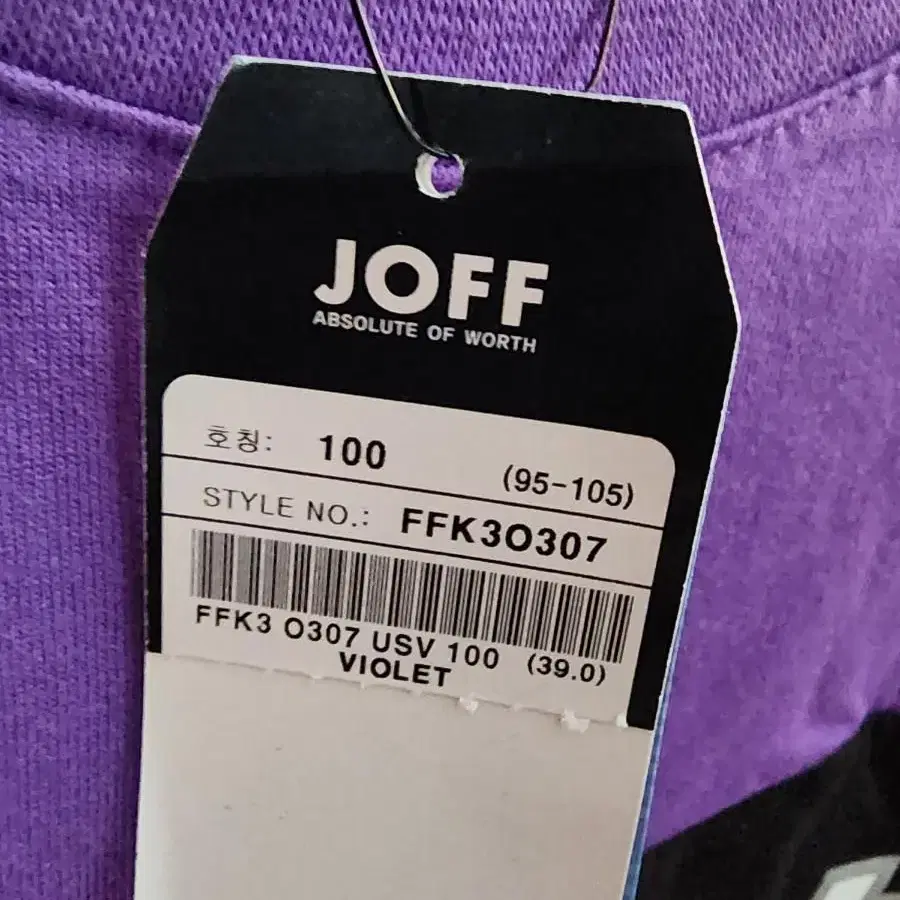 JOFF
ABSOLUTE OF WORTH
호칭: 100 (95-105)
STYLE NO.: FFK3O307
FFK3 O307 USV 100 (39.0)
VIOLET